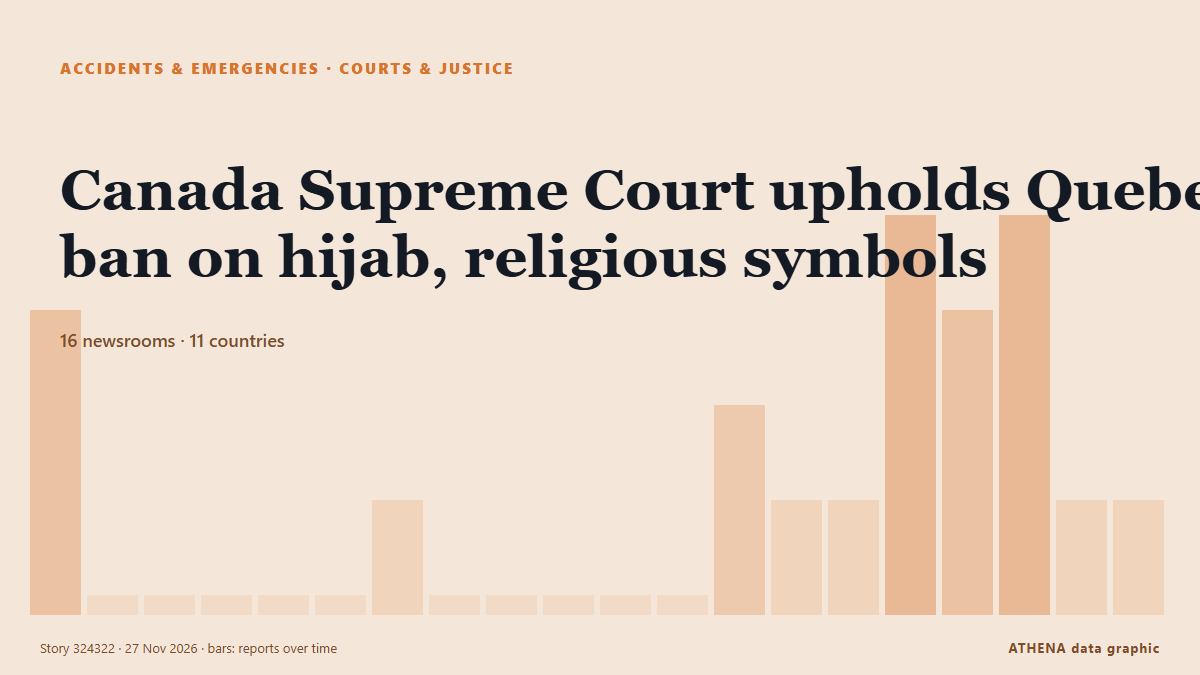 ACCIDENTS & EMERGENCIES · COURTS & JUSTICE
Canada Supreme Court upholds Quebe
ban on hijab, religious symbols
16 newsrooms · 11 countries
Story 324322 · 27 Nov 2026 · bars: reports over time
ATHENA data graphic